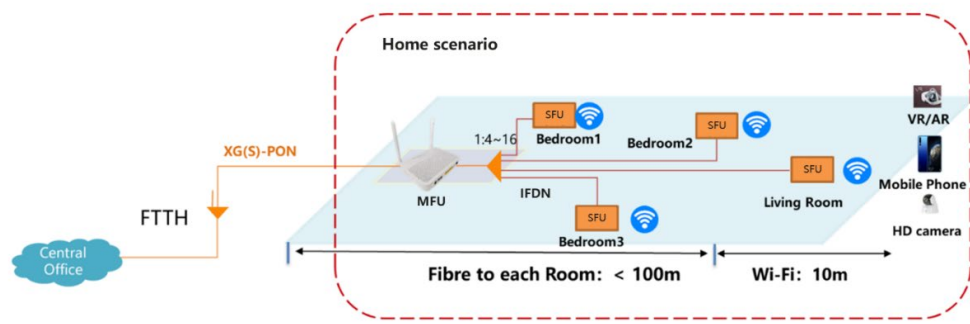 Home scenario
SFU
VR/AR
1:4~16
Bedroom1
SFU
Bedroom2
XG(S)-PON
SFU
Mobile Phone
MFU
IFDN
Living Room
FTTH
SFU
HD camera
Bedroom3
Central
Office
Fibre to each Room: < 100m
Wi-Fi: 10m